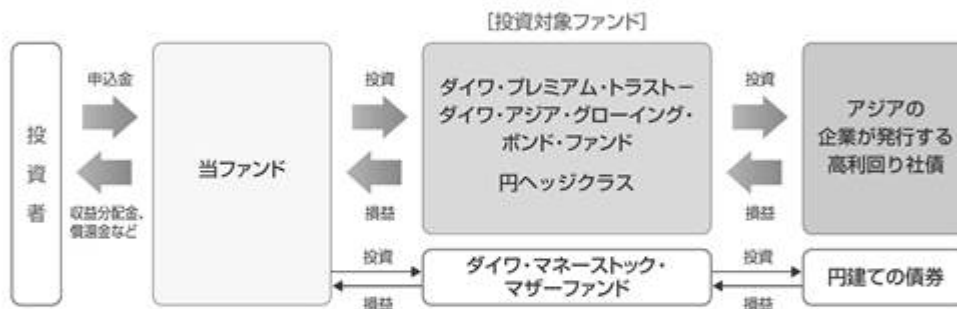 [投資対象ファンド]
投資者
申込金
収益分配金、
償還金など
当ファンド
投資
損益
ダイワ・プレミアム・トラスト－
ダイワ・アジア・グローイング・
ボンド・ファンド
円ヘッジクラス
投資
損益
アジアの
企業が発行する
高利回り社債
投資
損益
ダイワ・マネーストック・
マザーファンド
投資
損益
円建ての債券